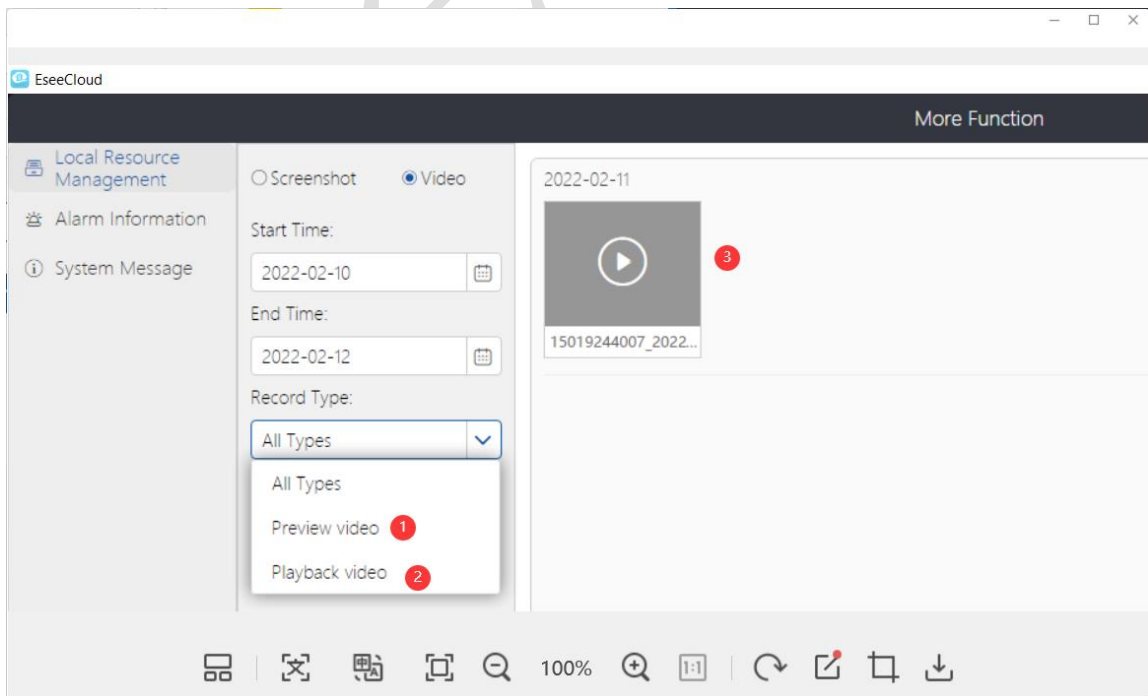 EseeCloud
More Function
Local Resource
Management
Alarm Information
System Message
Screenshot
Video
Start Time:
2022-02-10
End Time:
2022-02-12
Record Type:
All Types
All Types
Preview video 1
Playback video 2
2022-02-11
3
15019244007_2022...
文
中 A
100%
1:1